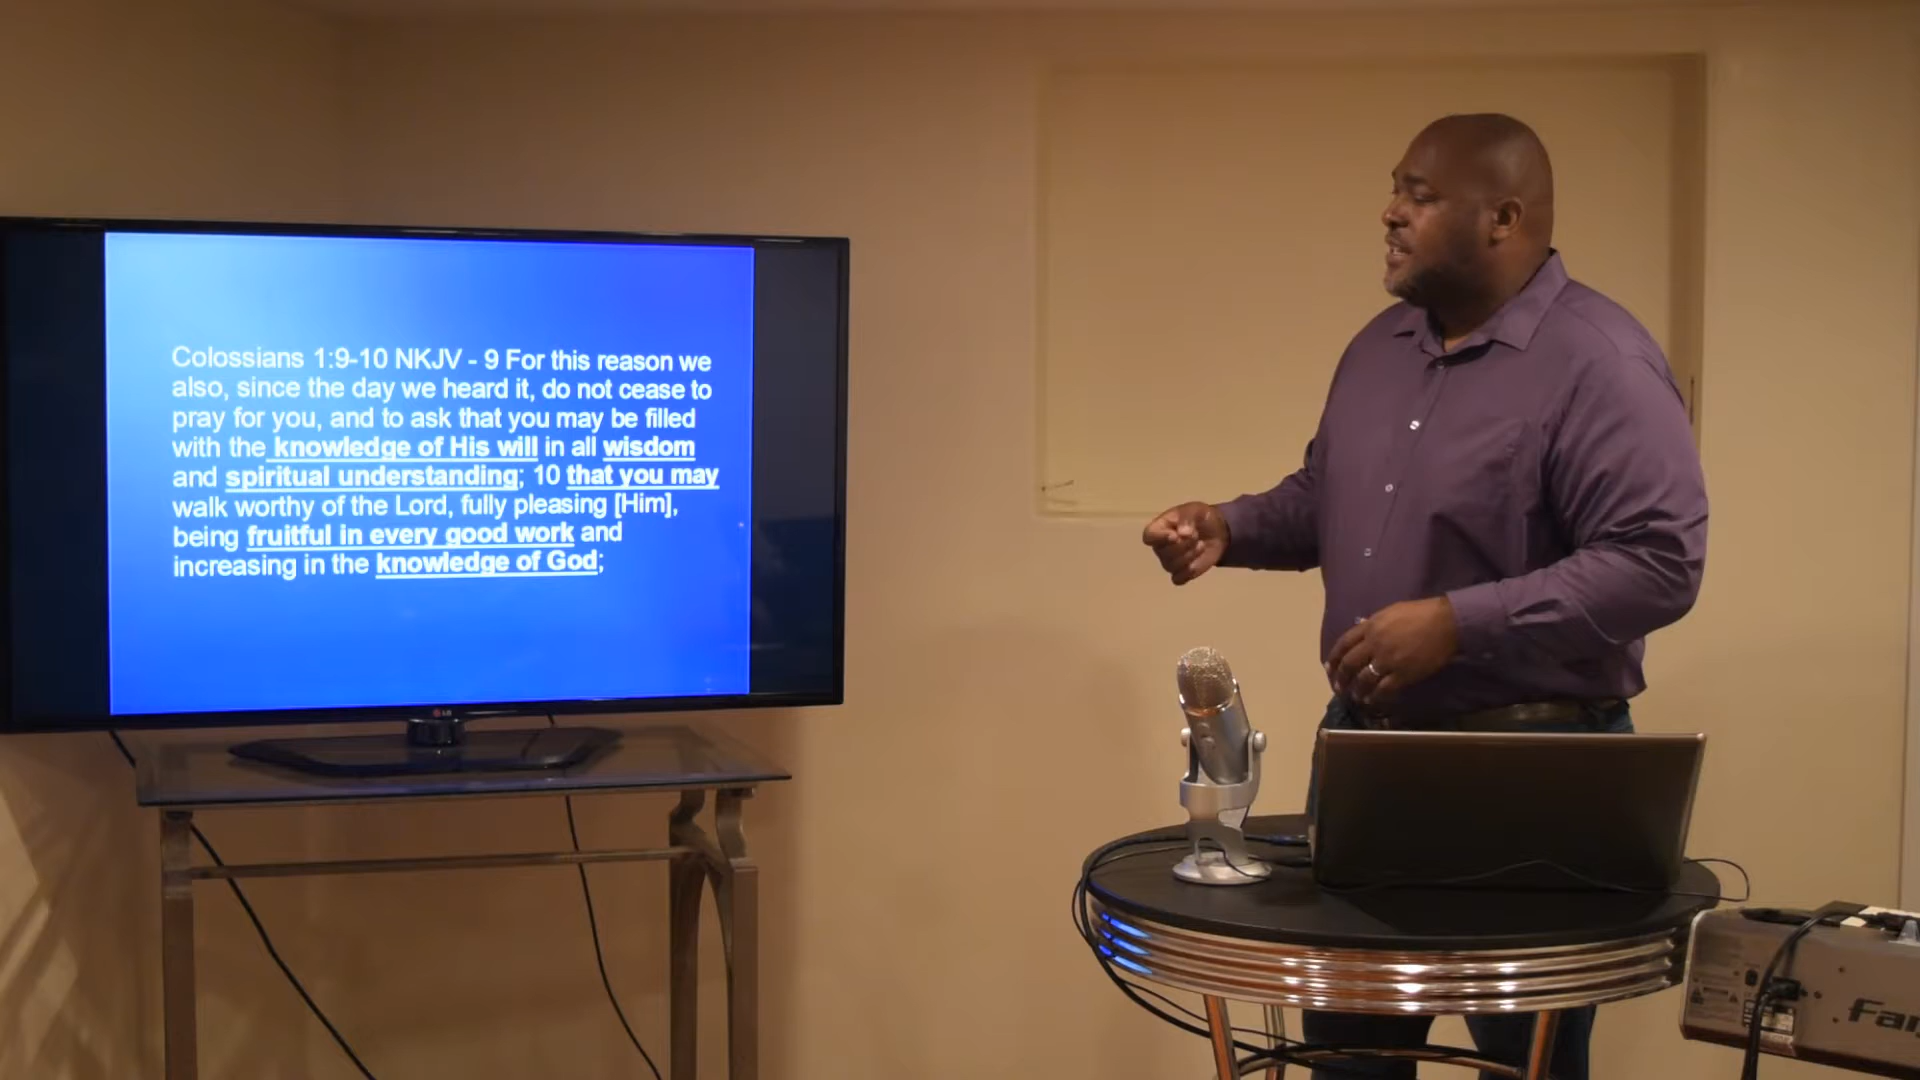 Colossians 1:9-10 NKJV - 9 For this reason we
also, since the day we heard it, do not cease to
pray for you, and to ask that you may be filled
with the knowledge of His will in all wisdom
and spiritual understanding; 10 that you may
walk worthy of the Lord, fully pleasing [Him],
being fruitful in every good work and
increasing in the knowledge of God;
LG